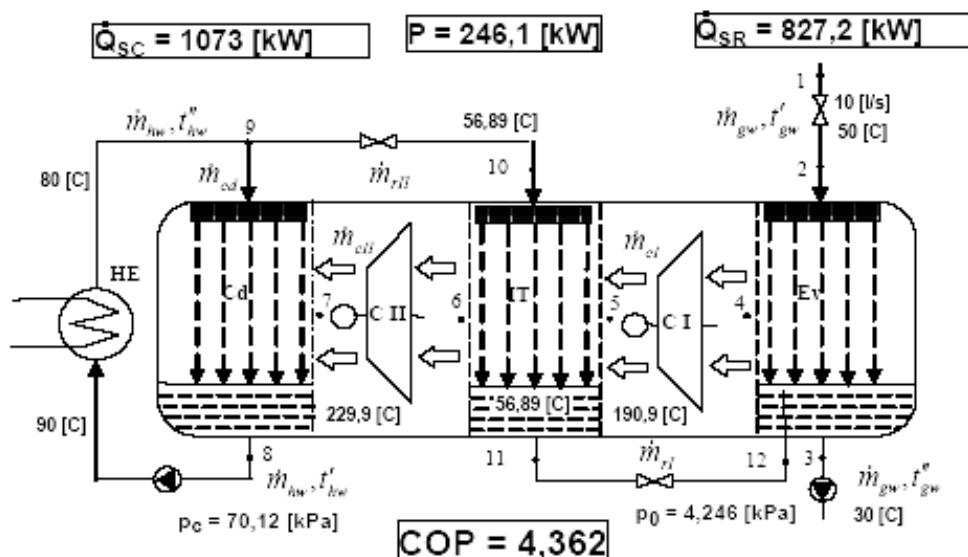 Q̇SC = 1073 [kW]
P = 246,1 [kW]
Q̇SR = 827,2 [kW]
1
10 [l/s]
50 [C]
ṁgw, t'gw
2
ṁhw, t''hw
9
56,89 [C]
10
ṁrII
80 [C]
ṁcd
ṁcII
ṁcI
HE
Cd
7
C II
6
IT
5
C I
4
Ev
229,9 [C]
56,89 [C]
190,9 [C]
90 [C]
8
11
ṁrI
12
3
ṁhw, t'hw
ṁgw, t''gw
pc = 70,12 [kPa]
p0 = 4,246 [kPa]
30 [C]
COP = 4,362